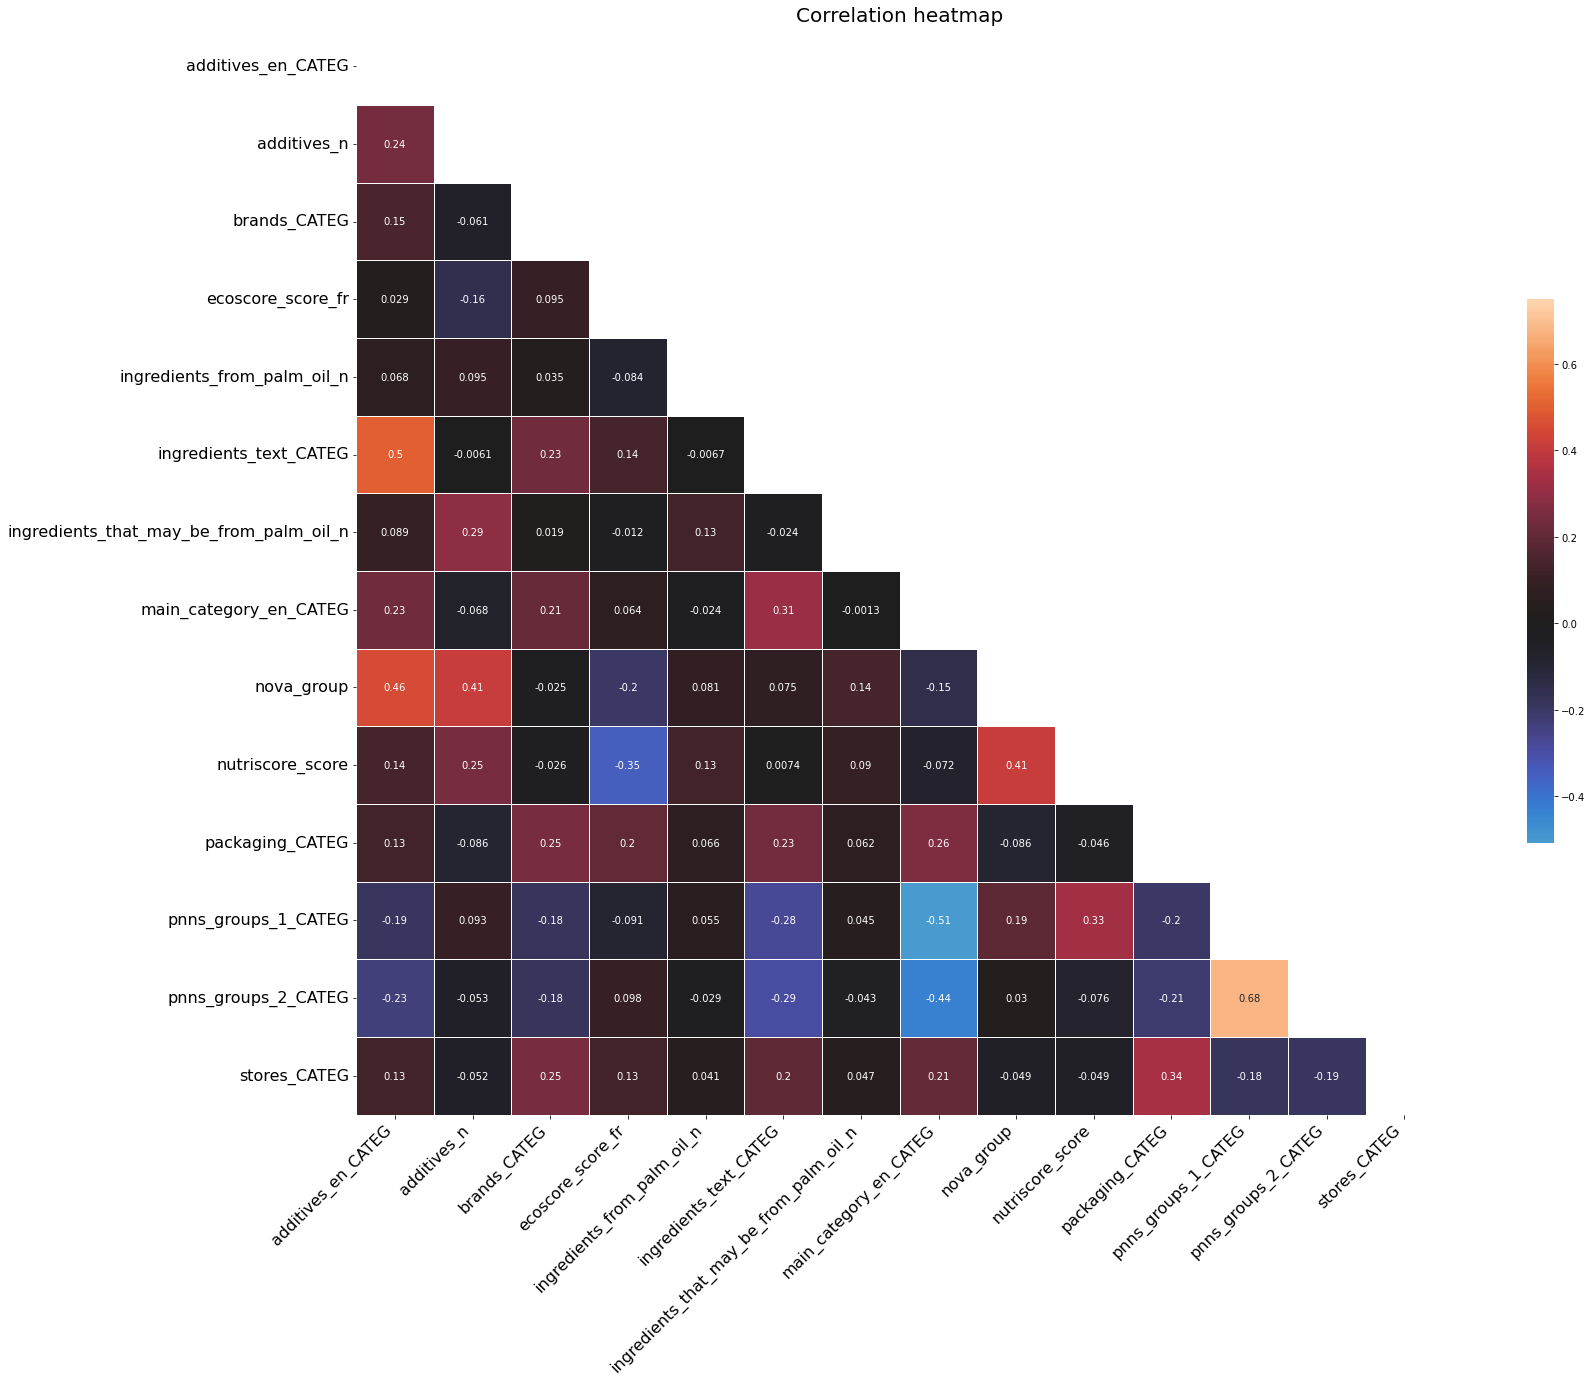 Correlation heatmap
additives_en_CATEG
additives_n
0.24
brands_CATEG
0.15 -0.061
ecoscore_score_fr
0.029 -0.16 0.095
ingredients_from_palm_oil_n
0.068 0.095 0.035 -0.084
ingredients_text_CATEG
0.5 -0.0061 0.23 0.14 -0.0067
ingredients_that_may_be_from_palm_oil_n
0.089 0.29 0.019 -0.012 0.13 -0.024
main_category_en_CATEG
0.23 -0.068 0.21 0.064 -0.024 0.31 -0.0013
nova_group
0.46 0.41 -0.025 -0.2 0.081 0.075 0.14 -0.15
nutriscore_score
0.14 0.25 -0.026 -0.35 0.13 0.0074 0.09 -0.072 0.41
packaging_CATEG
0.13 -0.086 0.25 0.2 0.066 0.23 0.062 0.26 -0.086 -0.046
pnns_groups_1_CATEG
-0.19 0.093 -0.18 -0.091 0.055 -0.28 0.045 -0.51 0.19 0.33 -0.2
pnns_groups_2_CATEG
-0.23 -0.053 -0.18 0.098 -0.029 -0.29 -0.043 -0.44 0.03 -0.076 -0.21 0.68
stores_CATEG
0.13 -0.052 0.25 0.13 0.041 0.2 0.047 0.21 -0.049 -0.049 0.34 -0.18 -0.19
additives_en_CATEG
additives_n
brands_CATEG
ecoscore_score_fr
ingredients_from_palm_oil_n
ingredients_text_CATEG
ingredients_that_may_be_from_palm_oil_n
main_category_en_CATEG
nova_group
nutriscore_score
packaging_CATEG
pnns_groups_1_CATEG
pnns_groups_2_CATEG
stores_CATEG
0.6
0.4
0.2
0.0
−0.2
−0.4